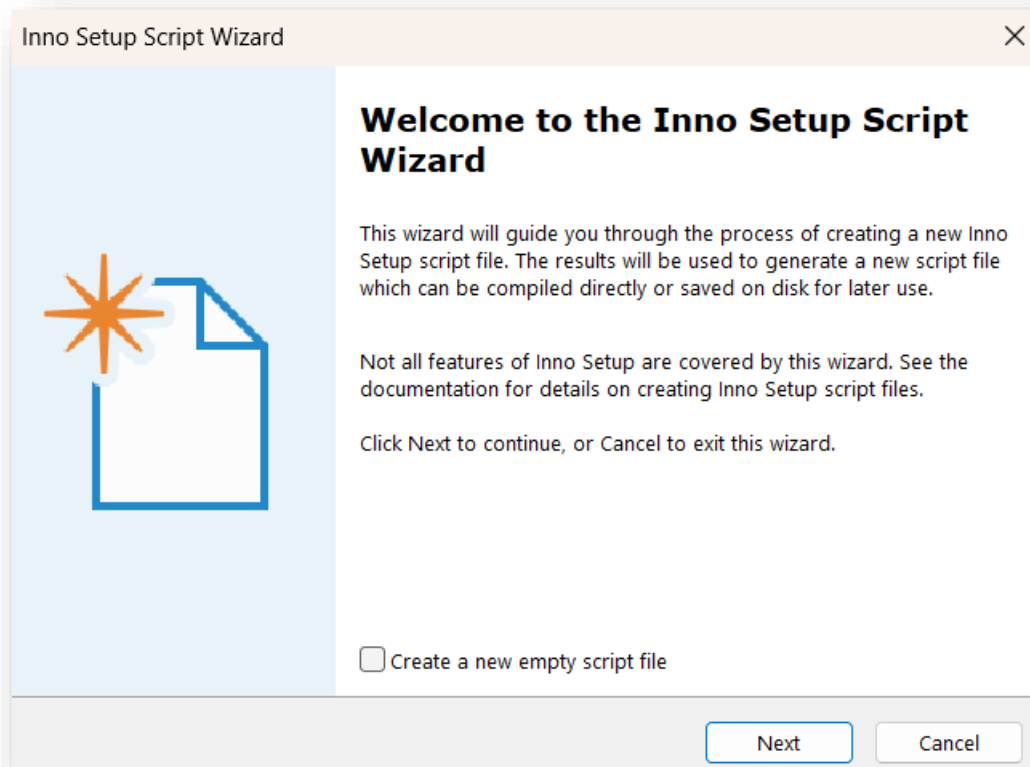 Inno Setup Script Wizard
Welcome to the Inno Setup Script
Wizard
This wizard will guide you through the process of creating a new Inno
Setup script file. The results will be used to generate a new script file
which can be compiled directly or saved on disk for later use.
Not all features of Inno Setup are covered by this wizard. See the
documentation for details on creating Inno Setup script files.
Click Next to continue, or Cancel to exit this wizard.
Create a new empty script file
Next
Cancel